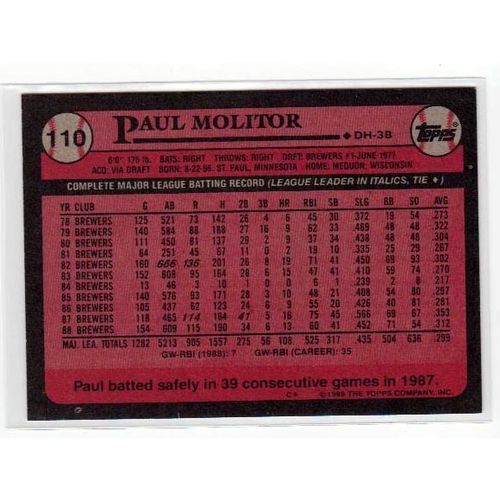 110
PAUL MOLITOR
DH-3B
Topps
6'0" 175 lb. BATS: RIGHT THROWS: RIGHT DRFT: BREWERS #1-JUNE 1977
ACQ: VIA DRAFT BORN: 8-22-56 ST. PAUL, MINNESOTA HOME: MEQUON, WISCONSIN
COMPLETE MAJOR LEAGUE BATTING RECORD (LEAGUE LEADER IN ITALICS, TIE ♦)
YR CLUB G AB R H 2B 3B HR RBI SB SLG BB SO AVG
78 BREWERS 125 521 73 142 26 4 6 45 30 .372 19 54 .273
79 BREWERS 140 584 88 188 27 16 9 62 33 .469 48 48 .322
80 BREWERS 111 450 81 137 29 2 9 37 34 .438 48 48 .304
81 BREWERS 64 251 45 67 11 0 2 19 10 .335 25 29 .267
82 BREWERS 160 666 136 201 26 8 19 71 41 .450 69 93 .302
83 BREWERS 152 608 95 164 28 6 15 47 41 .410 59 74 .270
84 BREWERS 13 46 3 10 1 0 0 6 1 .239 2 8 .217
85 BREWERS 140 576 93 171 28 3 10 48 21 .408 54 80 .297
86 BREWERS 105 437 62 123 24 6 9 55 20 .426 40 81 .281
87 BREWERS 118 465 114 164 41 5 16 75 45 .566 69 67 .353
88 BREWERS 154 609 115 190 34 6 13 60 41 .452 71 54 .312
MAJ. LEA. TOTALS 1282 5213 905 1557 275 56 108 525 317 .435 504 636 .299
GW-RBI (1988): 7 GW-RBI (CAREER): 35
Paul batted safely in 39 consecutive games in 1987.
C* © 1989 THE TOPPS COMPANY, INC.